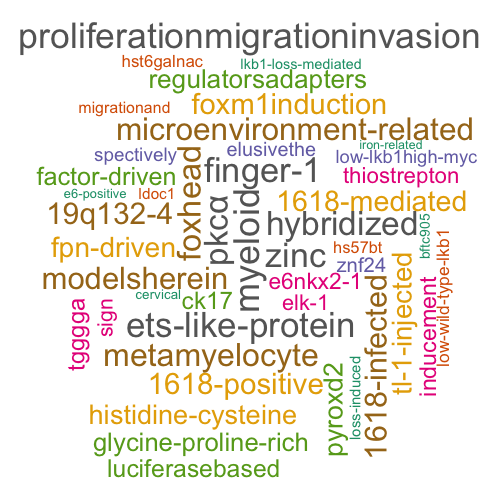 proliferationmigrationinvasion
hst6galnac
lkb1-loss-mediated
regulatorsadapters
migrationand
foxm1induction
microenvironment-related
iron-related
spectively
elusivethe
low-lkb1high-myc
factor-driven
foxhead
finger-1
thiostrepton
e6-positive
ldoc1
pkcα
myeloid
1618-mediated
19q132-4
hybridized
bftc905
fpn-driven
zinc
hs57bt
znf24
low-wild-type-lkb1
modelsherein
e6nkx2-1
1618-infected
tl-1-injected
inducement
cervical
ck17
elk-1
tggggga
sign
ets-like-protein
metamyelocyte
loss-induced
pyroxd2
1618-positive
histidine-cysteine
glycine-proline-rich
luciferasebased